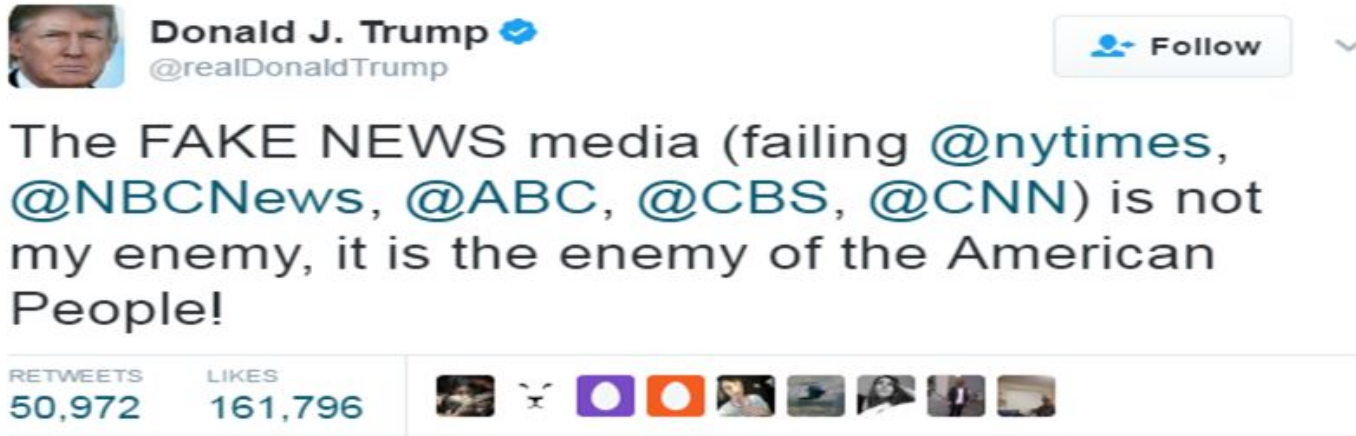 Donald J. Trump
@realDonaldTrump
Follow
The FAKE NEWS media (failing @nytimes,
@NBCNews, @ABC, @CBS, @CNN) is not
my enemy, it is the enemy of the American
People!
RETWEETS LIKES
50,972 161,796